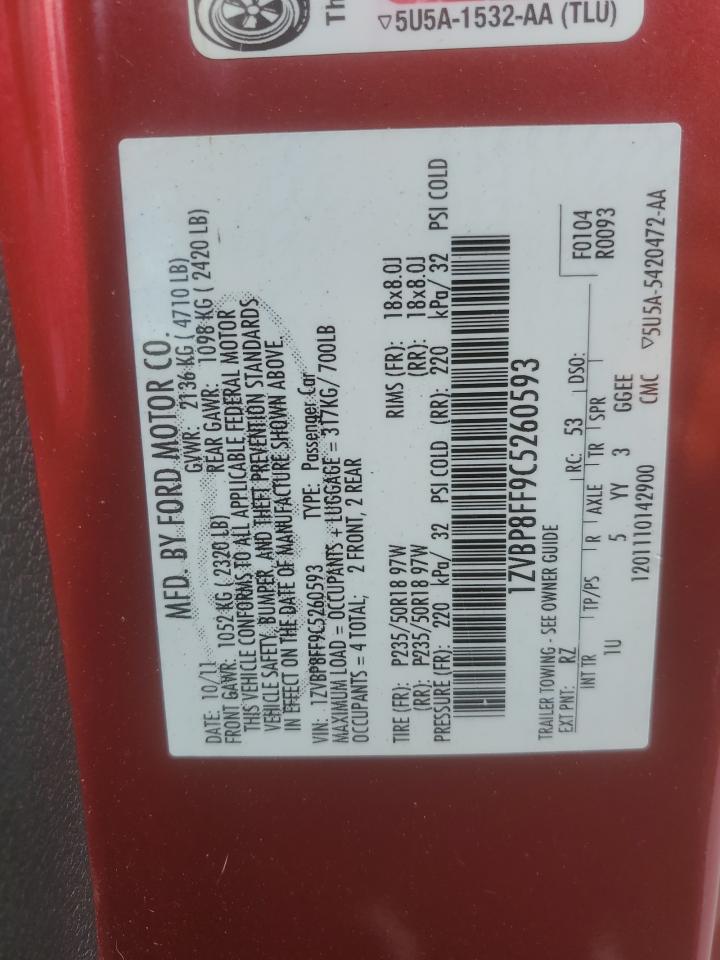 Th
▽5U5A-1532-AA (TLU)
MFD. BY FORD MOTOR CO.
DATE: 10/11 GVWR: 2136 KG ( 4710 LB)
FRONT GAWR: 1052 KG ( 2320 LB) REAR GAWR: 1098 KG ( 2420 LB)
THIS VEHICLE CONFORMS TO ALL APPLICABLE FEDERAL MOTOR
VEHICLE SAFETY, BUMPER, AND THEFT PREVENTION STANDARDS
IN EFFECT ON THE DATE OF MANUFACTURE SHOWN ABOVE.
VIN: 1ZVBP8FF9C5260593 TYPE: Passenger Car
MAXIMUM LOAD = OCCUPANTS + LUGGAGE = 317KG/ 700LB
OCCUPANTS = 4 TOTAL; 2 FRONT, 2 REAR
TIRE (FR): P235/50R18 97W RIMS (FR): 18x8.0J
(RR): P235/50R18 97W (RR): 18x8.0J
PRESSURE (FR): 220 kPa/ 32 PSI COLD (RR): 220 kPa/ 32 PSI COLD
1ZVBP8FF9C5260593
TRAILER TOWING - SEE OWNER GUIDE
EXT PNT: RZ RC: 53 DSO: F0104
R0093
INT TR TP/PS R AXLE TR SPR
1U 5 YY 3 GGEE
1201110142900 CMC ▽5U5A-5420472-AA